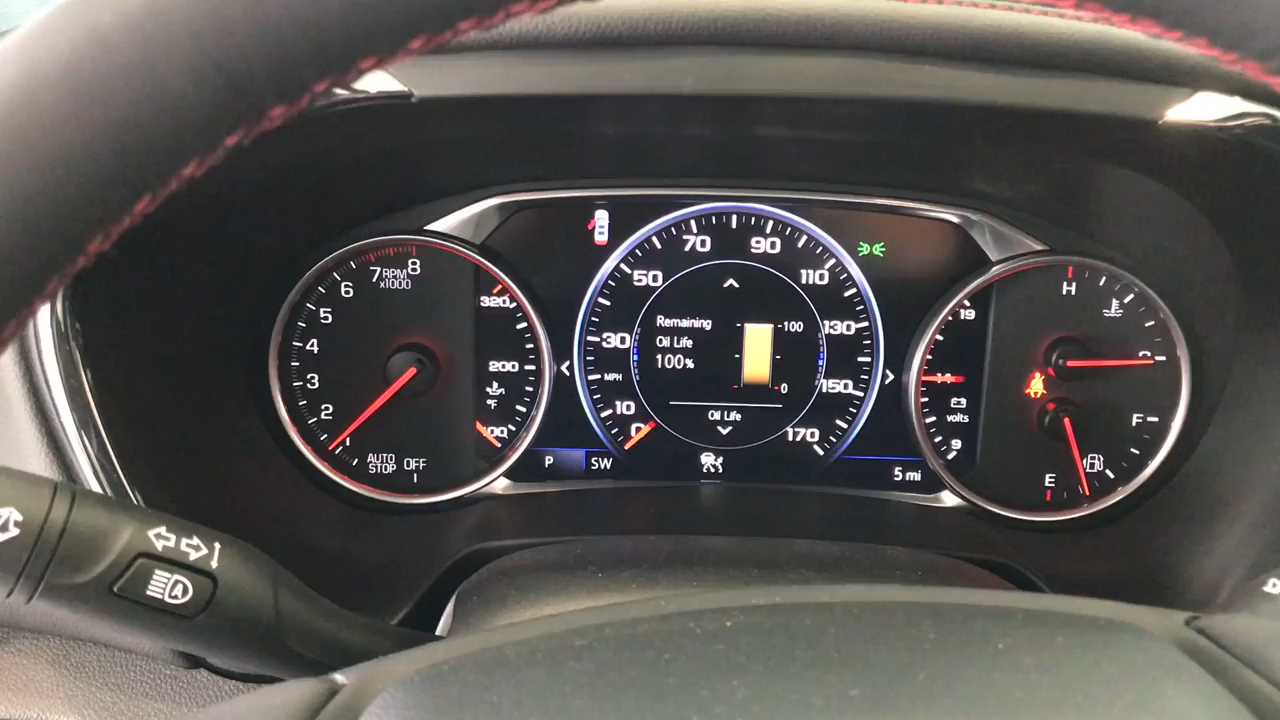 8
7
RPM
x1000
6
5
4
3
2
1
AUTO
STOP
OFF
320
200
°F
100
70
90
50
110
30
130
MPH
150
10
0
170
Remaining
Oil Life
100%
100
0
Oil Life
P
SW
5 mi
19
volts
9
H
F
E
A